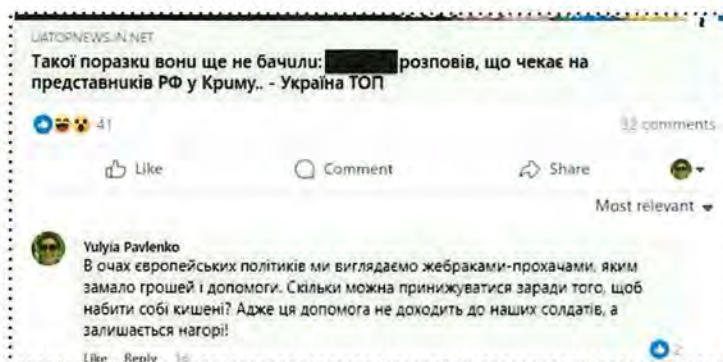 UATOPNEWS.IN.NET
Такої поразки вони ще не бачили: розповів, що чекає на
представників РФ у Криму.. - Україна ТОП
41
32 comments
Like Comment Share
Most relevant
Yulyia Pavlenko
В очах європейських політиків ми виглядаємо жебраками-прохачами, яким
замало грошей і допомоги. Скільки можна принижуватися заради того, щоб
набити собі кишені? Адже ця допомога не доходить до наших солдатів, а
залишається нагорі!
Like Reply
2